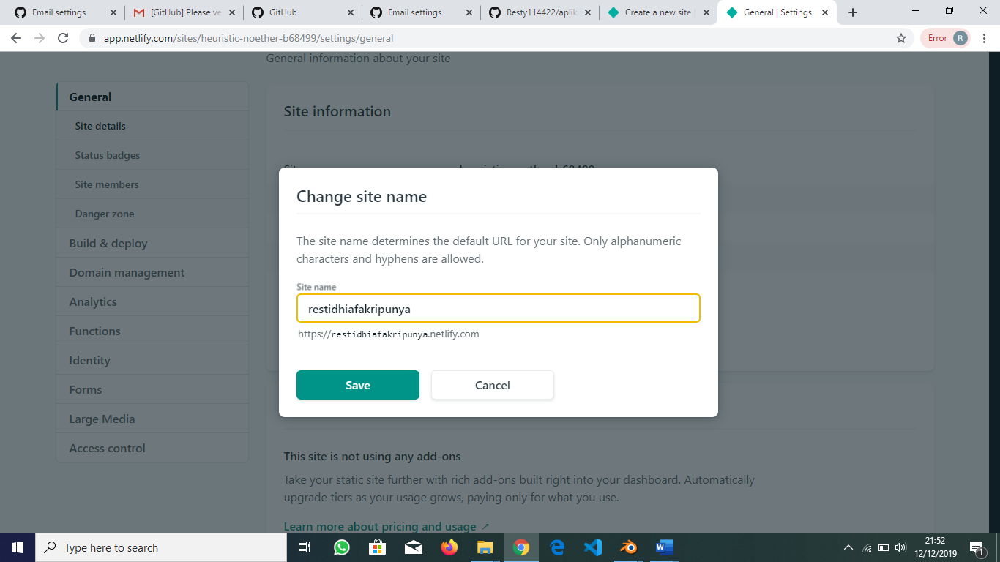 Email settings
[GitHub] Please ve
GitHub
Email settings
Resty114422/aplik
Create a new site |
General | Settings
app.netlify.com/sites/heuristic-noether-b68499/settings/general
Error R
General information about your site
General
Site details
Status badges
Site members
Danger zone
Build & deploy
Domain management
Analytics
Functions
Identity
Forms
Large Media
Access control
Site information
Change site name
The site name determines the default URL for your site. Only alphanumeric
characters and hyphens are allowed.
Site name
restidhiafakripunya
https://restidhiafakripunya.netlify.com
Save
Cancel
This site is not using any add-ons
Take your static site further with rich add-ons built right into your dashboard. Automatically
upgrade tiers as your usage grows, paying only for what you use.
Learn more about pricing and usage ↗
Type here to search
21:52
12/12/2019
1